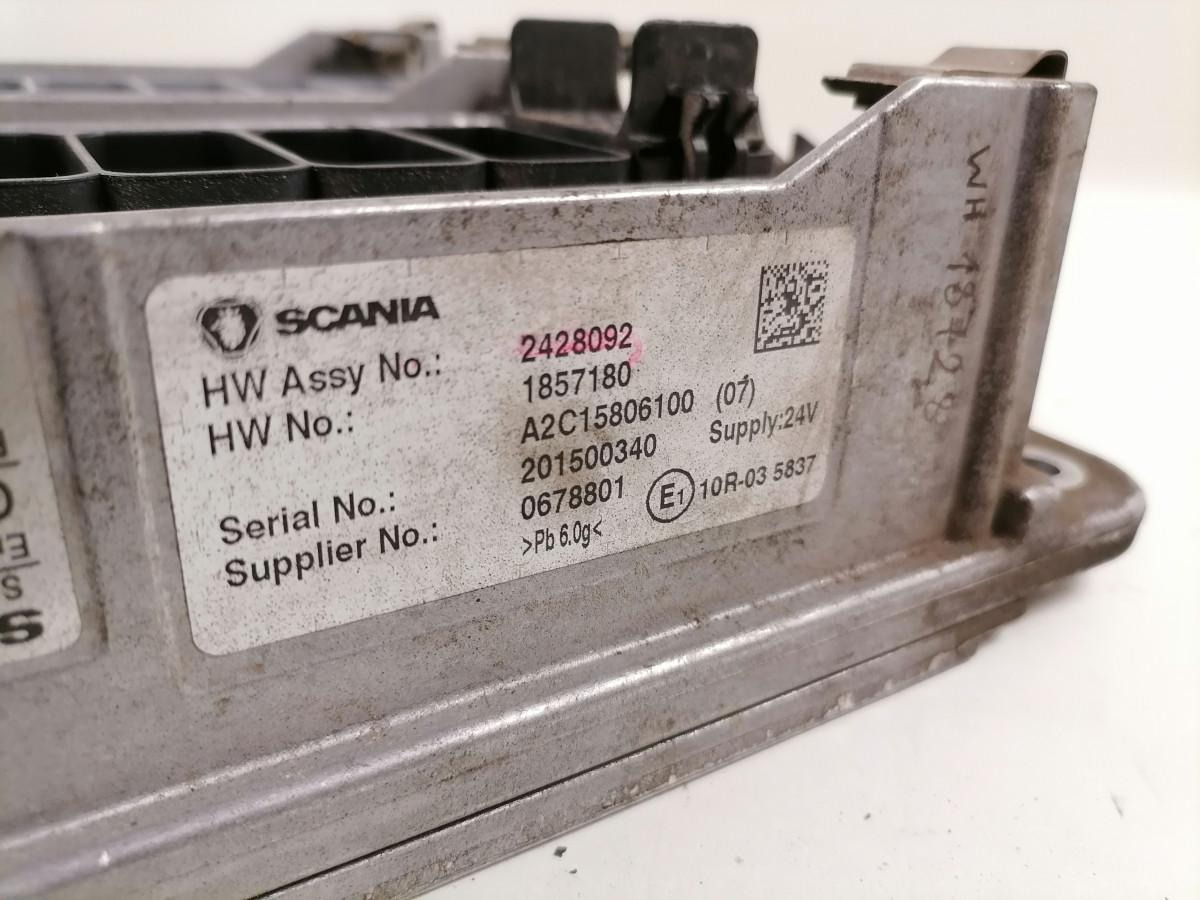 SCANIA
HW Assy No.: 2428092
HW No.: 1857180
A2C15806100 (07)
Serial No.: 201500340 Supply:24V
Supplier No.: 0678801 E1 10R-03 5837
>Pb 6.0g<
WH 18728
S
S